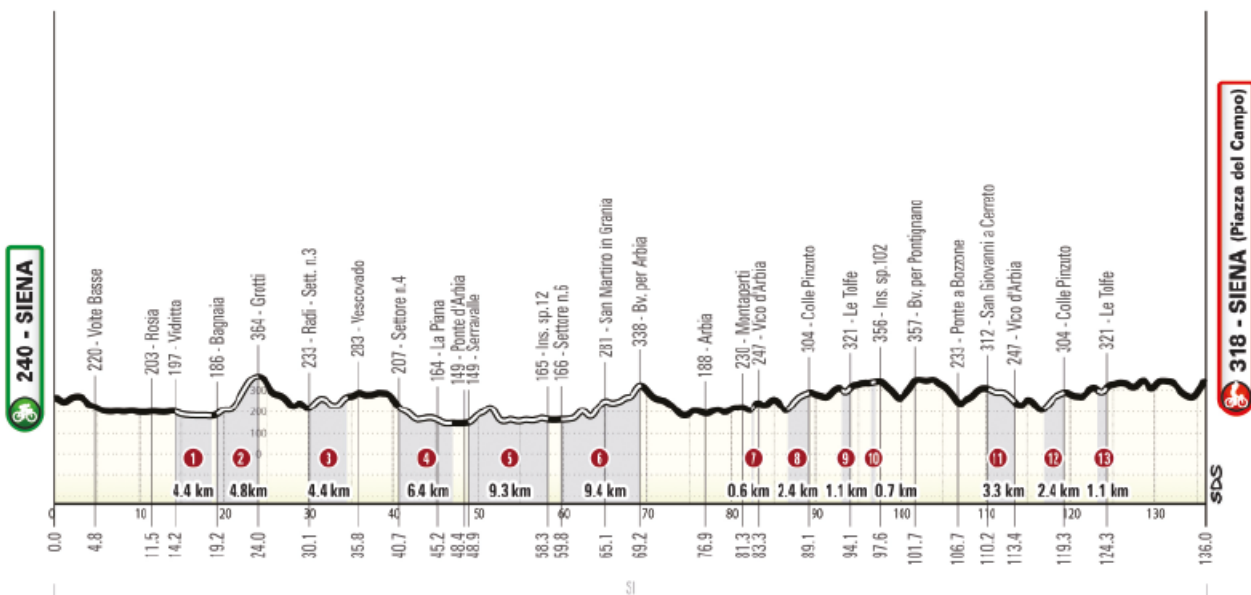 240 - SIENA
220 - Volte Basse
203 - Rosia
197 - Vidritta
186 - Bagnaia
364 - Grotti
233 - Radi - Sett. n.3
283 - Vescovado
207 - Settore n.4
164 - La Piana
149 - Ponte d'Arbia
149 - Serravalle
165 - Ins. sp.12
166 - Settore n.6
281 - San Martino in Grania
338 - Bv. per Arbia
188 - Arbia
230 - Montaperti
247 - Vico d'Arbia
304 - Colle Pinzuto
321 - Le Tolfe
356 - Ins. sp.102
357 - Bv. per Pontignano
233 - Ponte a Bozzone
312 - San Giovanni a Cerreto
247 - Vico d'Arbia
304 - Colle Pinzuto
321 - Le Tolfe
318 - SIENA (Piazza del Campo)
300
200
100
0
1 2 3 4 5 6 7 8 9 10 11 12 13
4.4 km 4.8km 4.4 km 6.4 km 9.3 km 9.4 km 0.6 km 2.4 km 1.1 km 0.7 km 3.3 km 2.4 km 1.1 km
SDS
0 10 20 30 40 50 60 70 80 90 100 110 120 130
0.0 4.8 11.5 14.2 19.2 24.0 30.1 35.8 40.7 45.2 48.4 48.9 58.3 59.8 65.1 69.2 76.9 81.3 83.3 89.1 94.1 97.6 101.7 106.7 110.2 113.4 119.3 124.3 136.0
SI